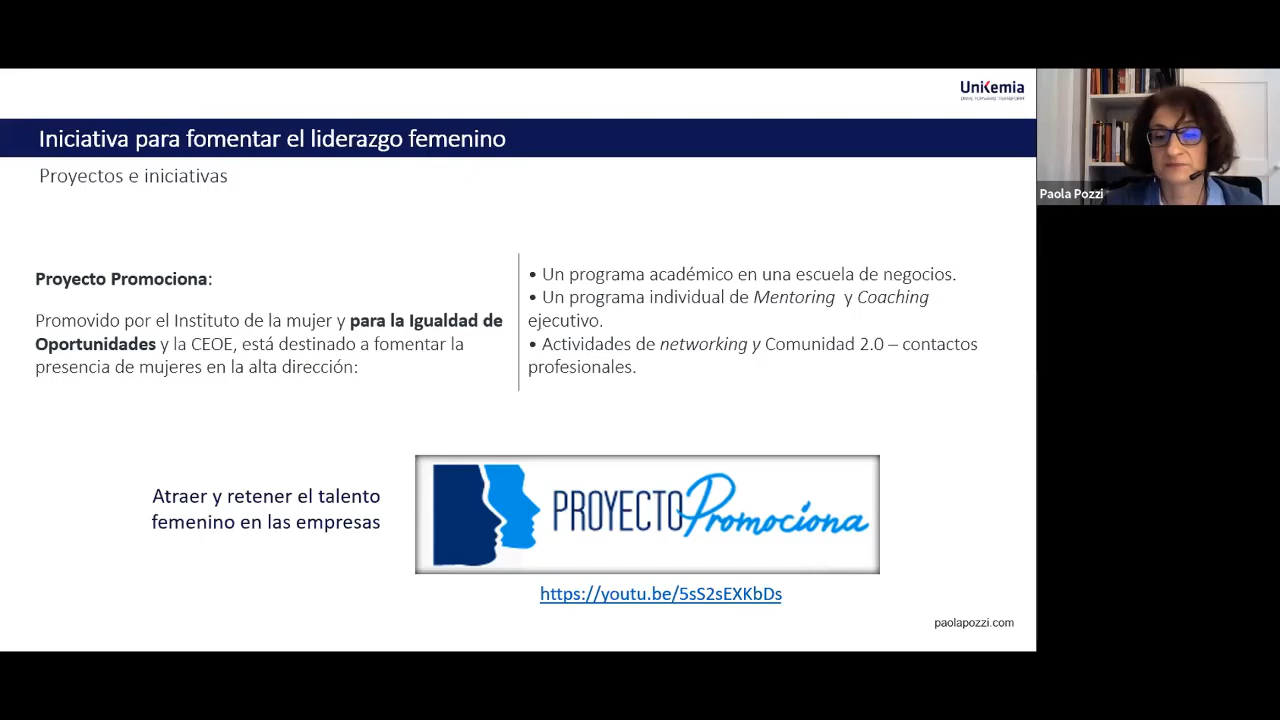 UniKemia
Iniciativa para fomentar el liderazgo femenino
Proyectos e iniciativas
Paola Pozzi
Proyecto Promociona:
Promovido por el Instituto de la mujer y para la Igualdad de
Oportunidades y la CEOE, está destinado a fomentar la
presencia de mujeres en la alta dirección:
• Un programa académico en una escuela de negocios.
• Un programa individual de Mentoring y Coaching
ejecutivo.
• Actividades de networking y Comunidad 2.0 – contactos
profesionales.
Atraer y retener el talento
femenino en las empresas
PROYECTO Promociona
https://youtu.be/5sS2sEXKbDs
paolapozzi.com